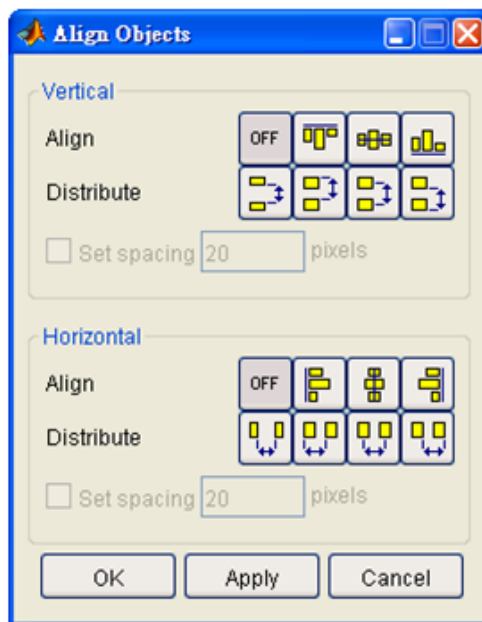 Align Objects
Vertical
Align OFF
Distribute
Set spacing 20 pixels
Horizontal
Align OFF
Distribute
Set spacing 20 pixels
OK Apply Cancel